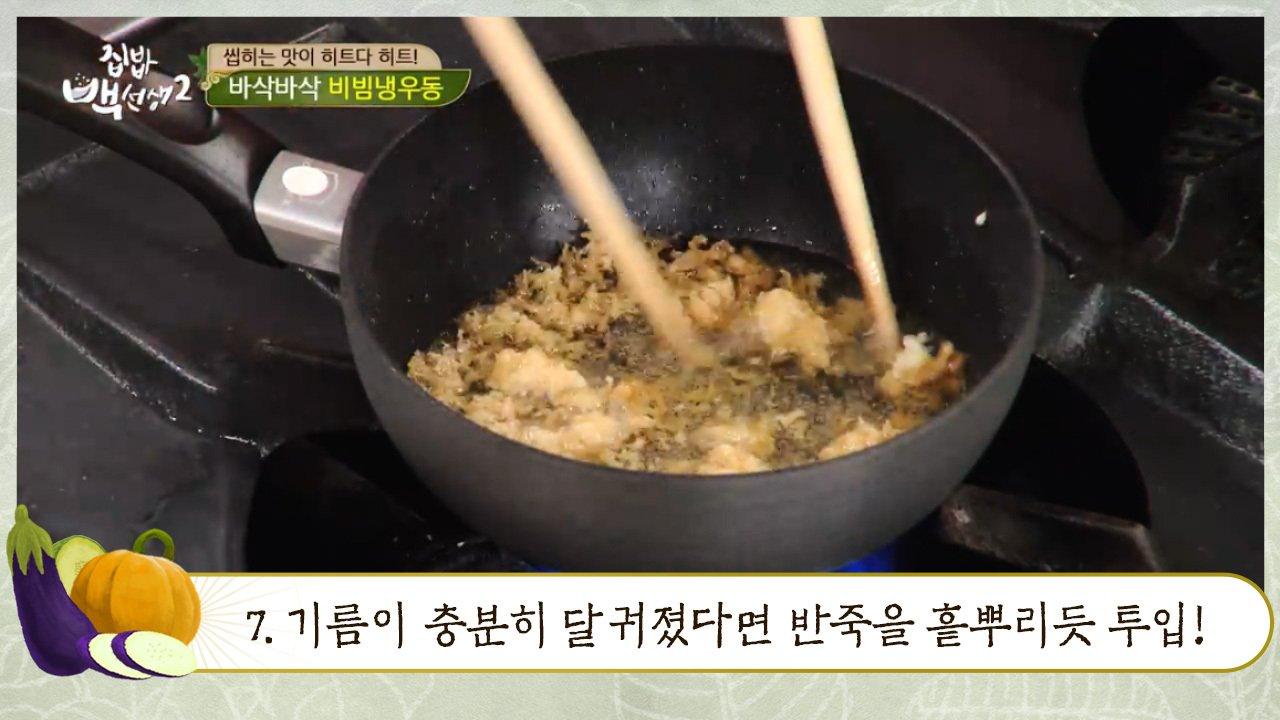 집밥
백선생2
씹히는 맛이 히트다 히트!
바삭바삭 비빔냉우동
7. 기름이 충분히 달궈졌다면 반죽을 흩뿌리듯 투입!